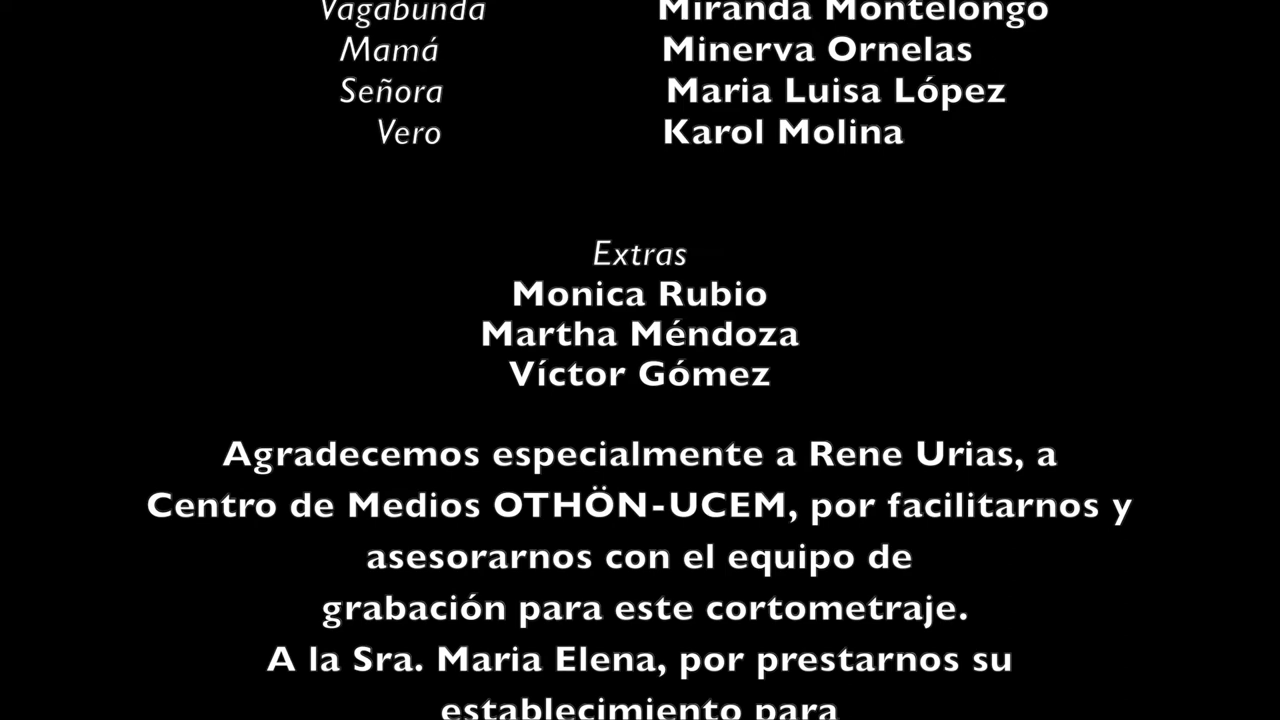 Vagabunda Miranda Montelongo
Mamá Minerva Ornelas
Señora Maria Luisa López
Vero Karol Molina
Extras
Monica Rubio
Martha Méndoza
Víctor Gómez
Agradecemos especialmente a Rene Urias, a
Centro de Medios OTHÖN-UCEM, por facilitarnos y
asesorarnos con el equipo de
grabación para este cortometraje.
A la Sra. Maria Elena, por prestarnos su
establecimiento para